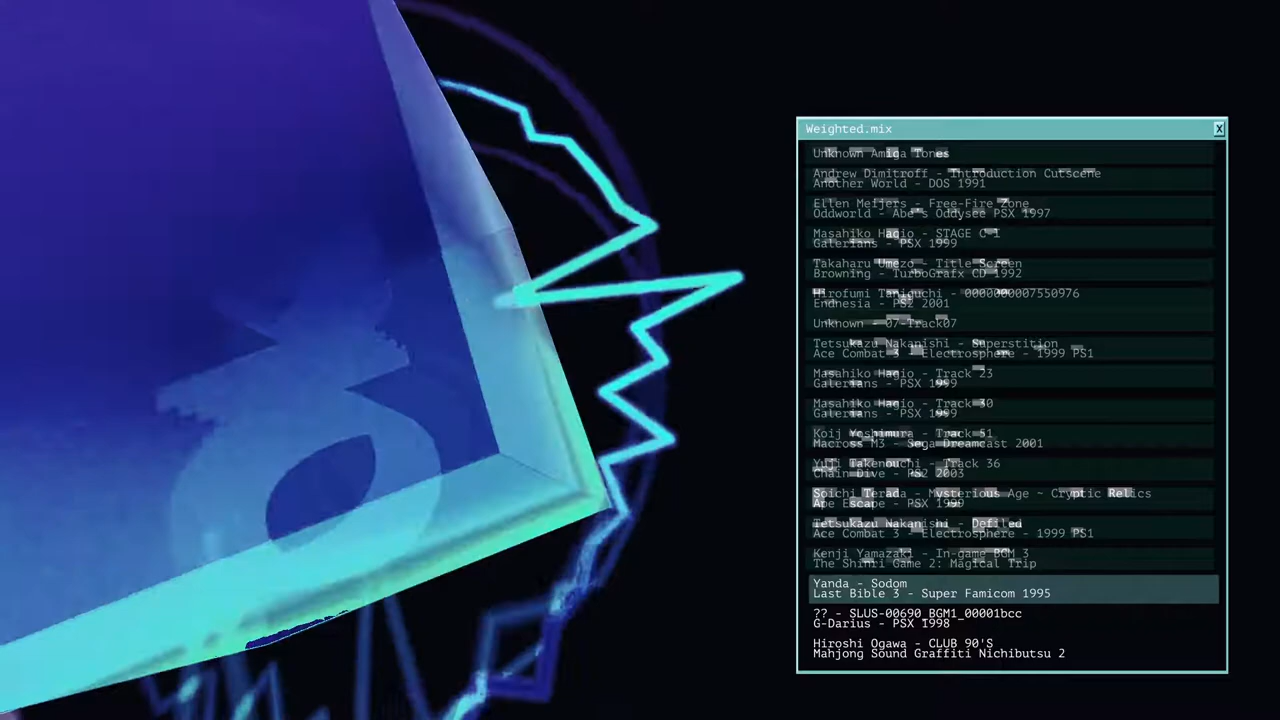 Weighted.mix
X
Unknown Amiga Tones
Andrew Dimitroff - Introduction Cutscene
Another World - DOS 1991
Ellen Meijers - Free-Fire Zone
Oddworld - Abe's Oddysee PSX 1997
Masahiko Hagio - STAGE C-1
Galerians - PSX 1999
Takaharu Umezo - Title Screen
Browning - TurboGrafx CD 1992
Hirofumi Taniguchi - 0000000007550976
Endnesia - PS2 2001
Unknown - 07-Track07
Tetsukazu Nakanishi - Superstition
Ace Combat 3 - Electrosphere - 1999 PS1
Masahiko Hagio - Track 23
Galerians - PSX 1999
Masahiko Hagio - Track 30
Galerians - PSX 1999
Koij Yoshimura - Track 51
Macross M3 - Sega Dreamcast 2001
Yuji Takenouchi - Track 36
Chain Dive - PS2 2003
Soichi Terada - Mysterious Age ~ Cryptic Relics
Ape Escape - PSX 1999
Tetsukazu Nakanishi - Defiled
Ace Combat 3 - Electrosphere - 1999 PS1
Kenji Yamazaki - In-game BGM 3
The Shinri Game 2: Magical Trip
Yanda - Sodom
Last Bible 3 - Super Famicom 1995
?? - SLUS-00690_BGM1_00001bcc
G-Darius - PSX 1998
Hiroshi Ogawa - CLUB 90'S
Mahjong Sound Graffiti Nichibutsu 2